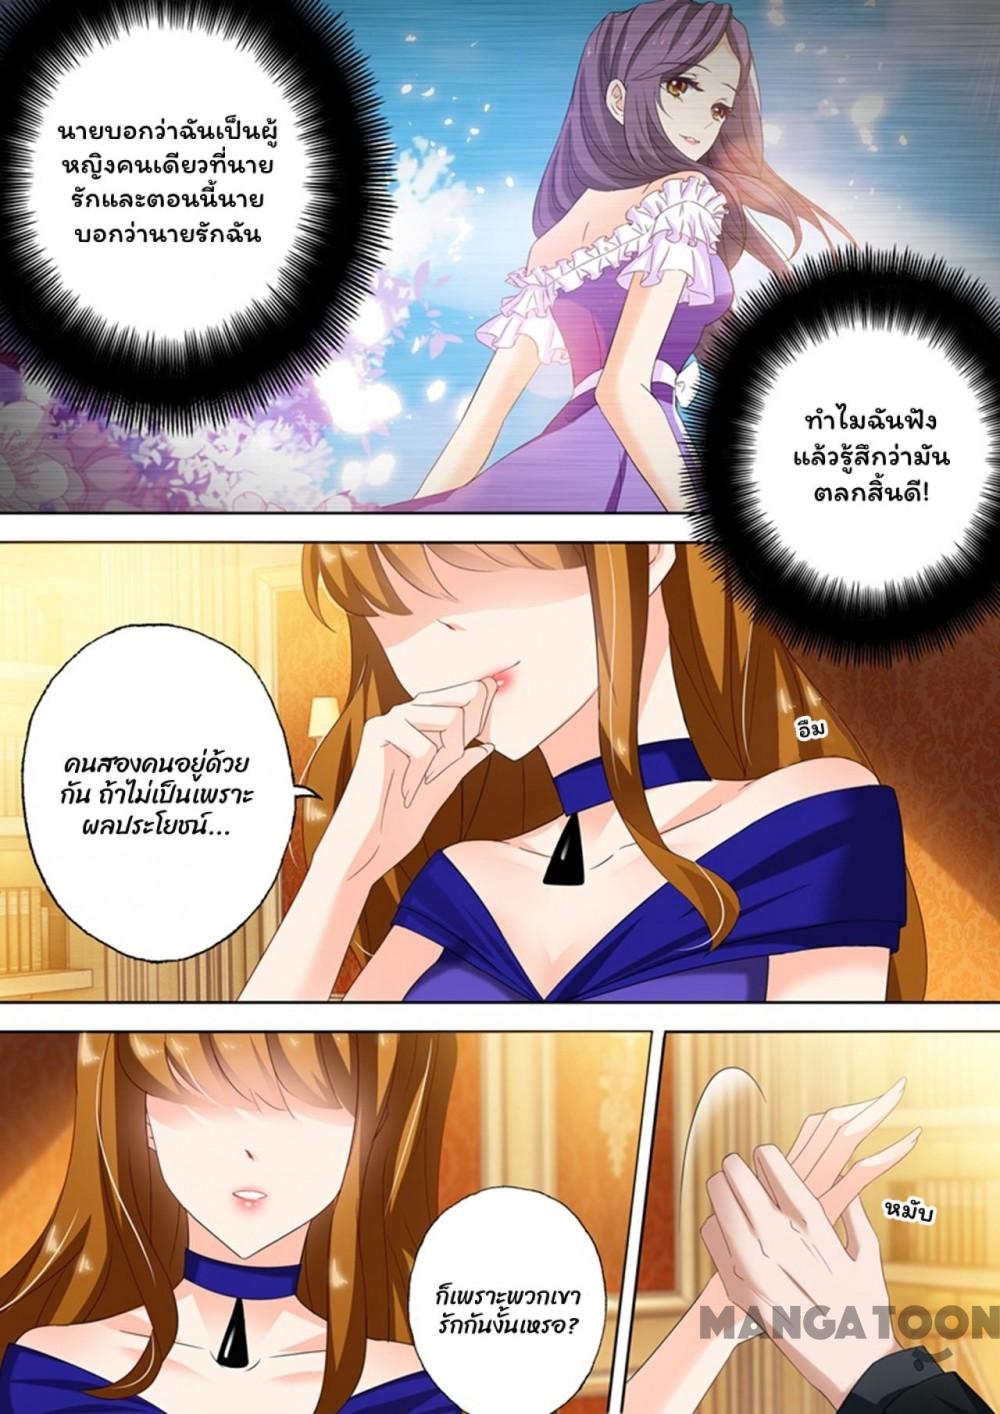 นายบอกว่าฉันเป็นผู้
หญิงคนเดียวที่นาย
รักและตอนนี้นาย
บอกว่านายรักฉัน
ทำไมฉันฟัง
แล้วรู้สึกว่ามัน
ตลกสิ้นดี!
อืม
คนสองคนอยู่ด้วย
กัน ถ้าไม่เป็นเพราะ
ผลประโยชน์...
หมับ
ก็เพราะพวกเขา
รักกันงั้นเหรอ?
MANGATOON